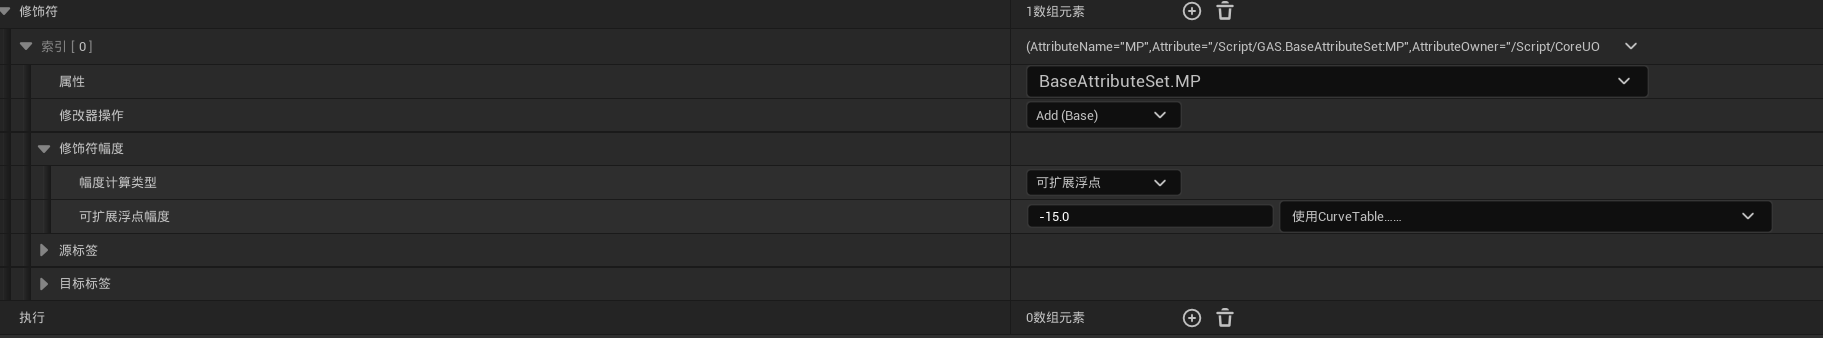 修饰符 1数组元素
索引 [ 0 ] (AttributeName="MP",Attribute="/Script/GAS.BaseAttributeSet:MP",AttributeOwner="/Script/CoreUO
属性 BaseAttributeSet.MP
修改器操作 Add (Base)
修饰符幅度
幅度计算类型 可扩展浮点
可扩展浮点幅度 -15.0 使用CurveTable......
源标签
目标标签
执行 0数组元素